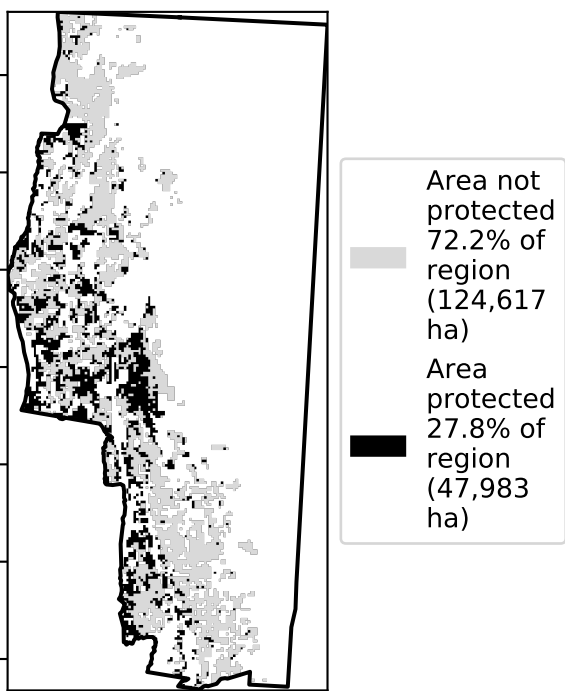 Area not
protected
72.2% of
region
(124,617
ha)
Area
protected
27.8% of
region
(47,983
ha)